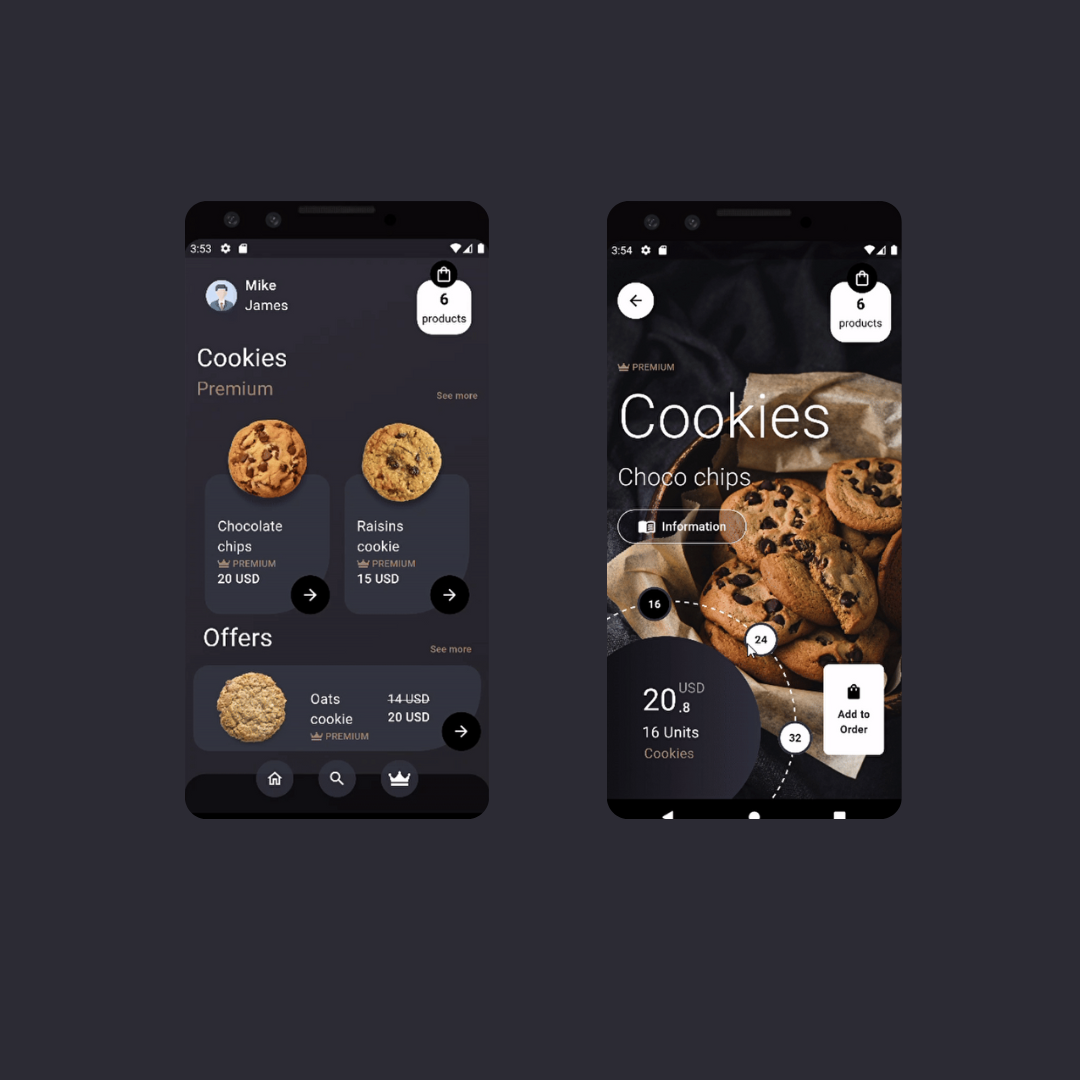 3:53
Mike
James
6
products
Cookies
Premium
See more
Chocolate
chips
PREMIUM
20 USD
Raisins
cookie
PREMIUM
15 USD
Offers
See more
Oats
cookie
PREMIUM
14 USD
20 USD
3:54
6
products
PREMIUM
Cookies
Choco chips
Information
16
24
32
20 USD
.8
16 Units
Cookies
Add to
Order